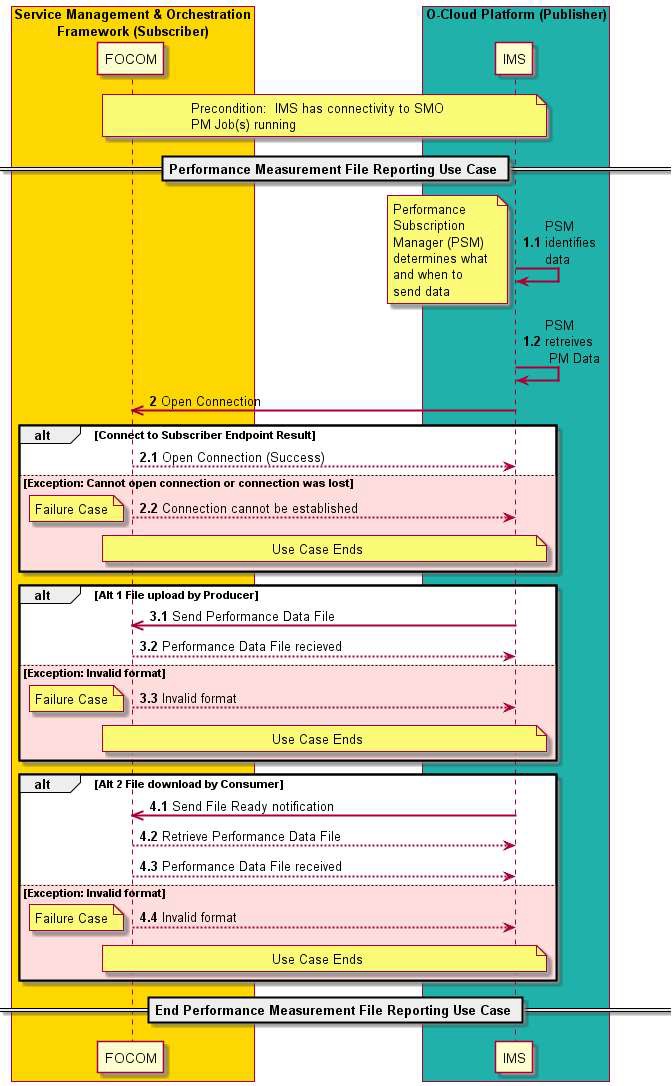 Service Management & Orchestration
Framework (Subscriber)
O-Cloud Platform (Publisher)
FOCOM
IMS
Precondition:  IMS has connectivity to SMO
PM Job(s) running
Performance Measurement File Reporting Use Case
Performance
Subscription
Manager (PSM)
determines what
and when to
send data
PSM
1.1 identifies
data
PSM
1.2 retreives
PM Data
2 Open Connection
alt [Connect to Subscriber Endpoint Result]
2.1 Open Connection (Success)
[Exception: Cannot open connection or connection was lost]
Failure Case
2.2 Connection cannot be established
Use Case Ends
alt [Alt 1 File upload by Producer]
3.1 Send Performance Data File
3.2 Performance Data File recieved
[Exception: Invalid format]
Failure Case
3.3 Invalid format
Use Case Ends
alt [Alt 2 File download by Consumer]
4.1 Send File Ready notification
4.2 Retrieve Performance Data File
4.3 Performance Data File received
[Exception: Invalid format]
Failure Case
4.4 Invalid format
Use Case Ends
End Performance Measurement File Reporting Use Case
FOCOM
IMS